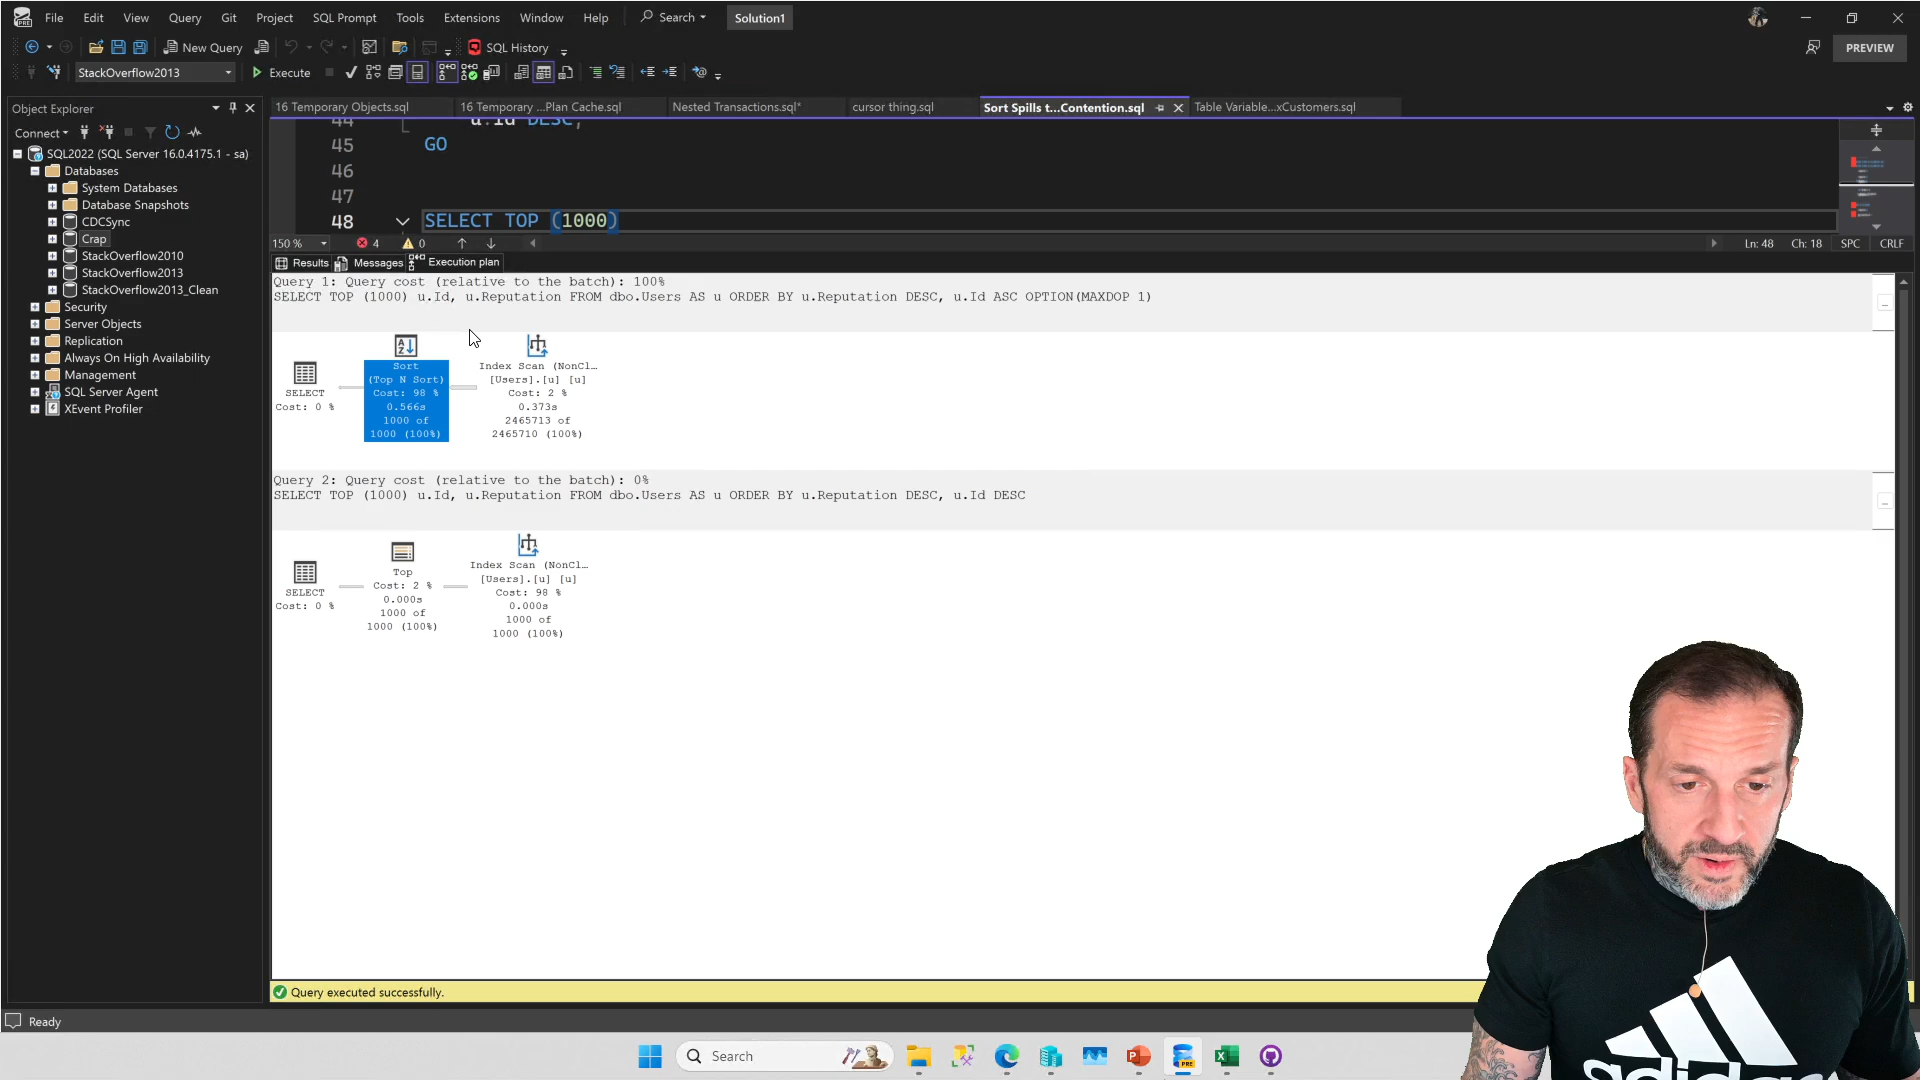 File Edit View Query Git Project SQL Prompt Tools Extensions Window Help Search Solution1
New Query SQL History PREVIEW
StackOverflow2013 Execute
Object Explorer
16 Temporary Objects.sql 16 Temporary ...Plan Cache.sql Nested Transactions.sql* cursor thing.sql Sort Spills t...Contention.sql Table Variable...xCustomers.sql
Connect
SQL2022 (SQL Server 16.0.4175.1 - sa)
Databases
System Databases
Database Snapshots
CDCSync
Crap
StackOverflow2010
StackOverflow2013
StackOverflow2013_Clean
Security
Server Objects
Replication
Always On High Availability
Management
SQL Server Agent
XEvent Profiler
44 u.Id DESC;
45 GO
46
47
48 SELECT TOP (1000)
150 % 4 0 Ln: 48 Ch: 18 SPC CRLF
Results Messages Execution plan
Query 1: Query cost (relative to the batch): 100%
SELECT TOP (1000) u.Id, u.Reputation FROM dbo.Users AS u ORDER BY u.Reputation DESC, u.Id ASC OPTION(MAXDOP 1)
SELECT
Cost: 0 %
Sort
(Top N Sort)
Cost: 98 %
0.566s
1000 of
1000 (100%)
Index Scan (NonCl...
[Users].[u] [u]
Cost: 2 %
0.373s
2465713 of
2465710 (100%)
Query 2: Query cost (relative to the batch): 0%
SELECT TOP (1000) u.Id, u.Reputation FROM dbo.Users AS u ORDER BY u.Reputation DESC, u.Id DESC
SELECT
Cost: 0 %
Top
Cost: 2 %
0.000s
1000 of
1000 (100%)
Index Scan (NonCl...
[Users].[u] [u]
Cost: 98 %
0.000s
1000 of
1000 (100%)
Query executed successfully.
Ready
Search
PRE
adidas